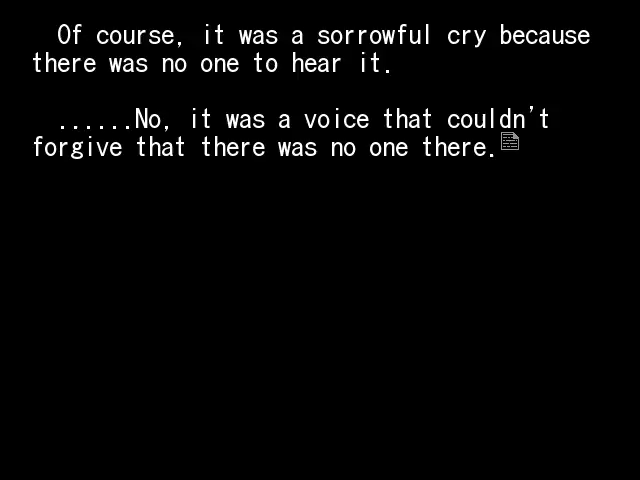 Of course, it was a sorrowful cry because
there was no one to hear it.
......No, it was a voice that couldn't
forgive that there was no one there.